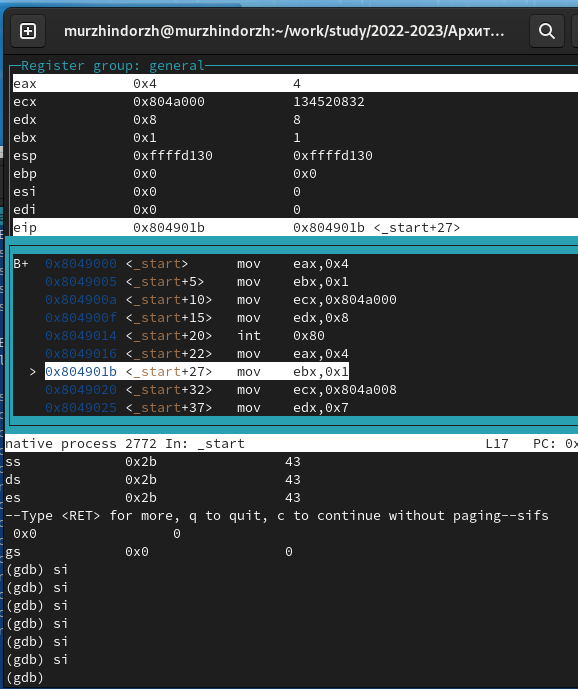 murzhindorzh@murzhindorzh:~/work/study/2022-2023/Архит...
Register group: general
eax 0x4 4
ecx 0x804a000 134520832
edx 0x8 8
ebx 0x1 1
esp 0xffffd130 0xffffd130
ebp 0x0 0x0
esi 0x0 0
edi 0x0 0
eip 0x804901b 0x804901b <_start+27>
B+ 0x8049000 <_start> mov eax,0x4
0x8049005 <_start+5> mov ebx,0x1
0x804900a <_start+10> mov ecx,0x804a000
0x804900f <_start+15> mov edx,0x8
0x8049014 <_start+20> int 0x80
0x8049016 <_start+22> mov eax,0x4
> 0x804901b <_start+27> mov ebx,0x1
0x8049020 <_start+32> mov ecx,0x804a008
0x8049025 <_start+37> mov edx,0x7
native process 2772 In: _start L17 PC: 0x
ss 0x2b 43
ds 0x2b 43
es 0x2b 43
--Type <RET> for more, q to quit, c to continue without paging--sifs
0x0 0
gs 0x0 0
(gdb) si
(gdb) si
(gdb) si
(gdb) si
(gdb) si
(gdb) si
(gdb)